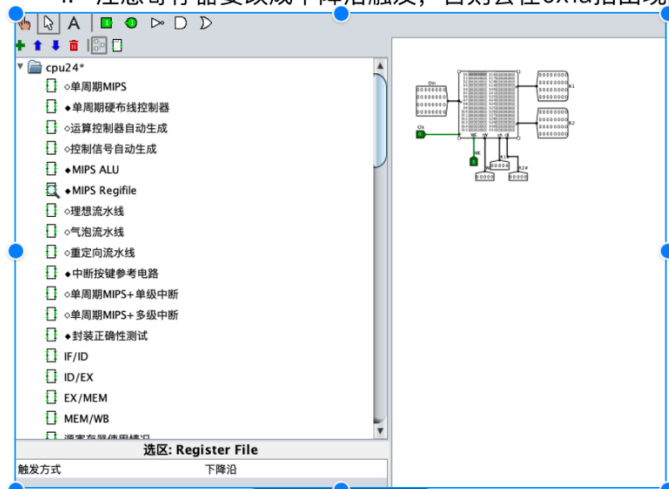 A
cpu24*
◇单周期MIPS
◆单周期硬布线控制器
◇运算控制器自动生成
◇控制信号自动生成
◆MIPS ALU
◆MIPS Regifile
◇理想流水线
◇气泡流水线
◇重定向流水线
◆中断按键参考电路
◇单周期MIPS+单级中断
◇单周期MIPS+多级中断
◆封装正确性测试
IF/ID
ID/EX
EX/MEM
MEM/WB
选区: Register File
触发方式 下降沿
Din
Clk
WE
R1
R2
R2#